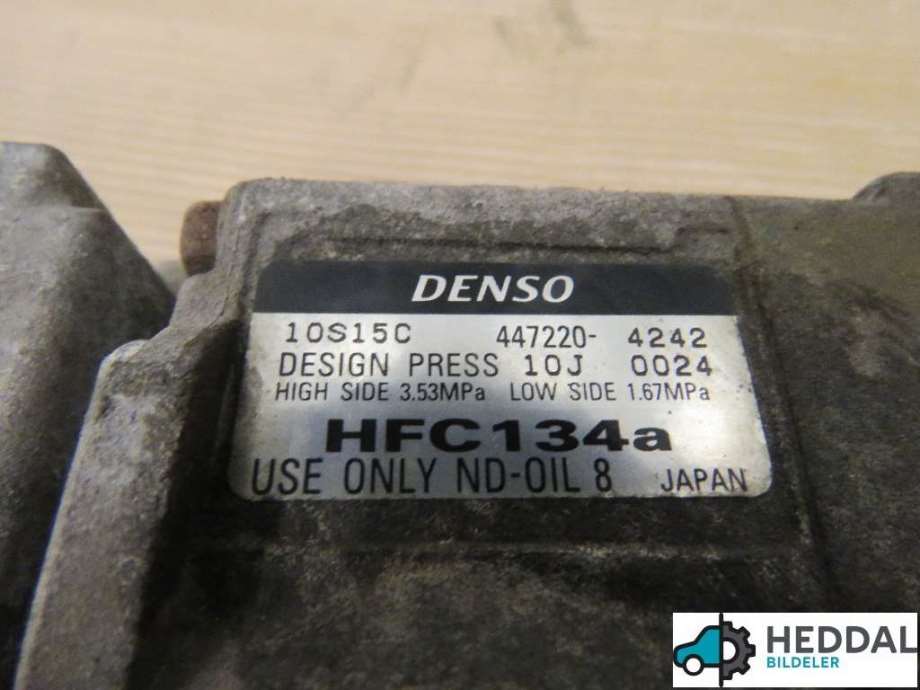 DENSO
10S15C 447220- 4242
DESIGN PRESS 10J 0024
HIGH SIDE 3.53MPa LOW SIDE 1.67MPa
HFC134a
USE ONLY ND-OIL 8 JAPAN
HEDDAL
BILDELER